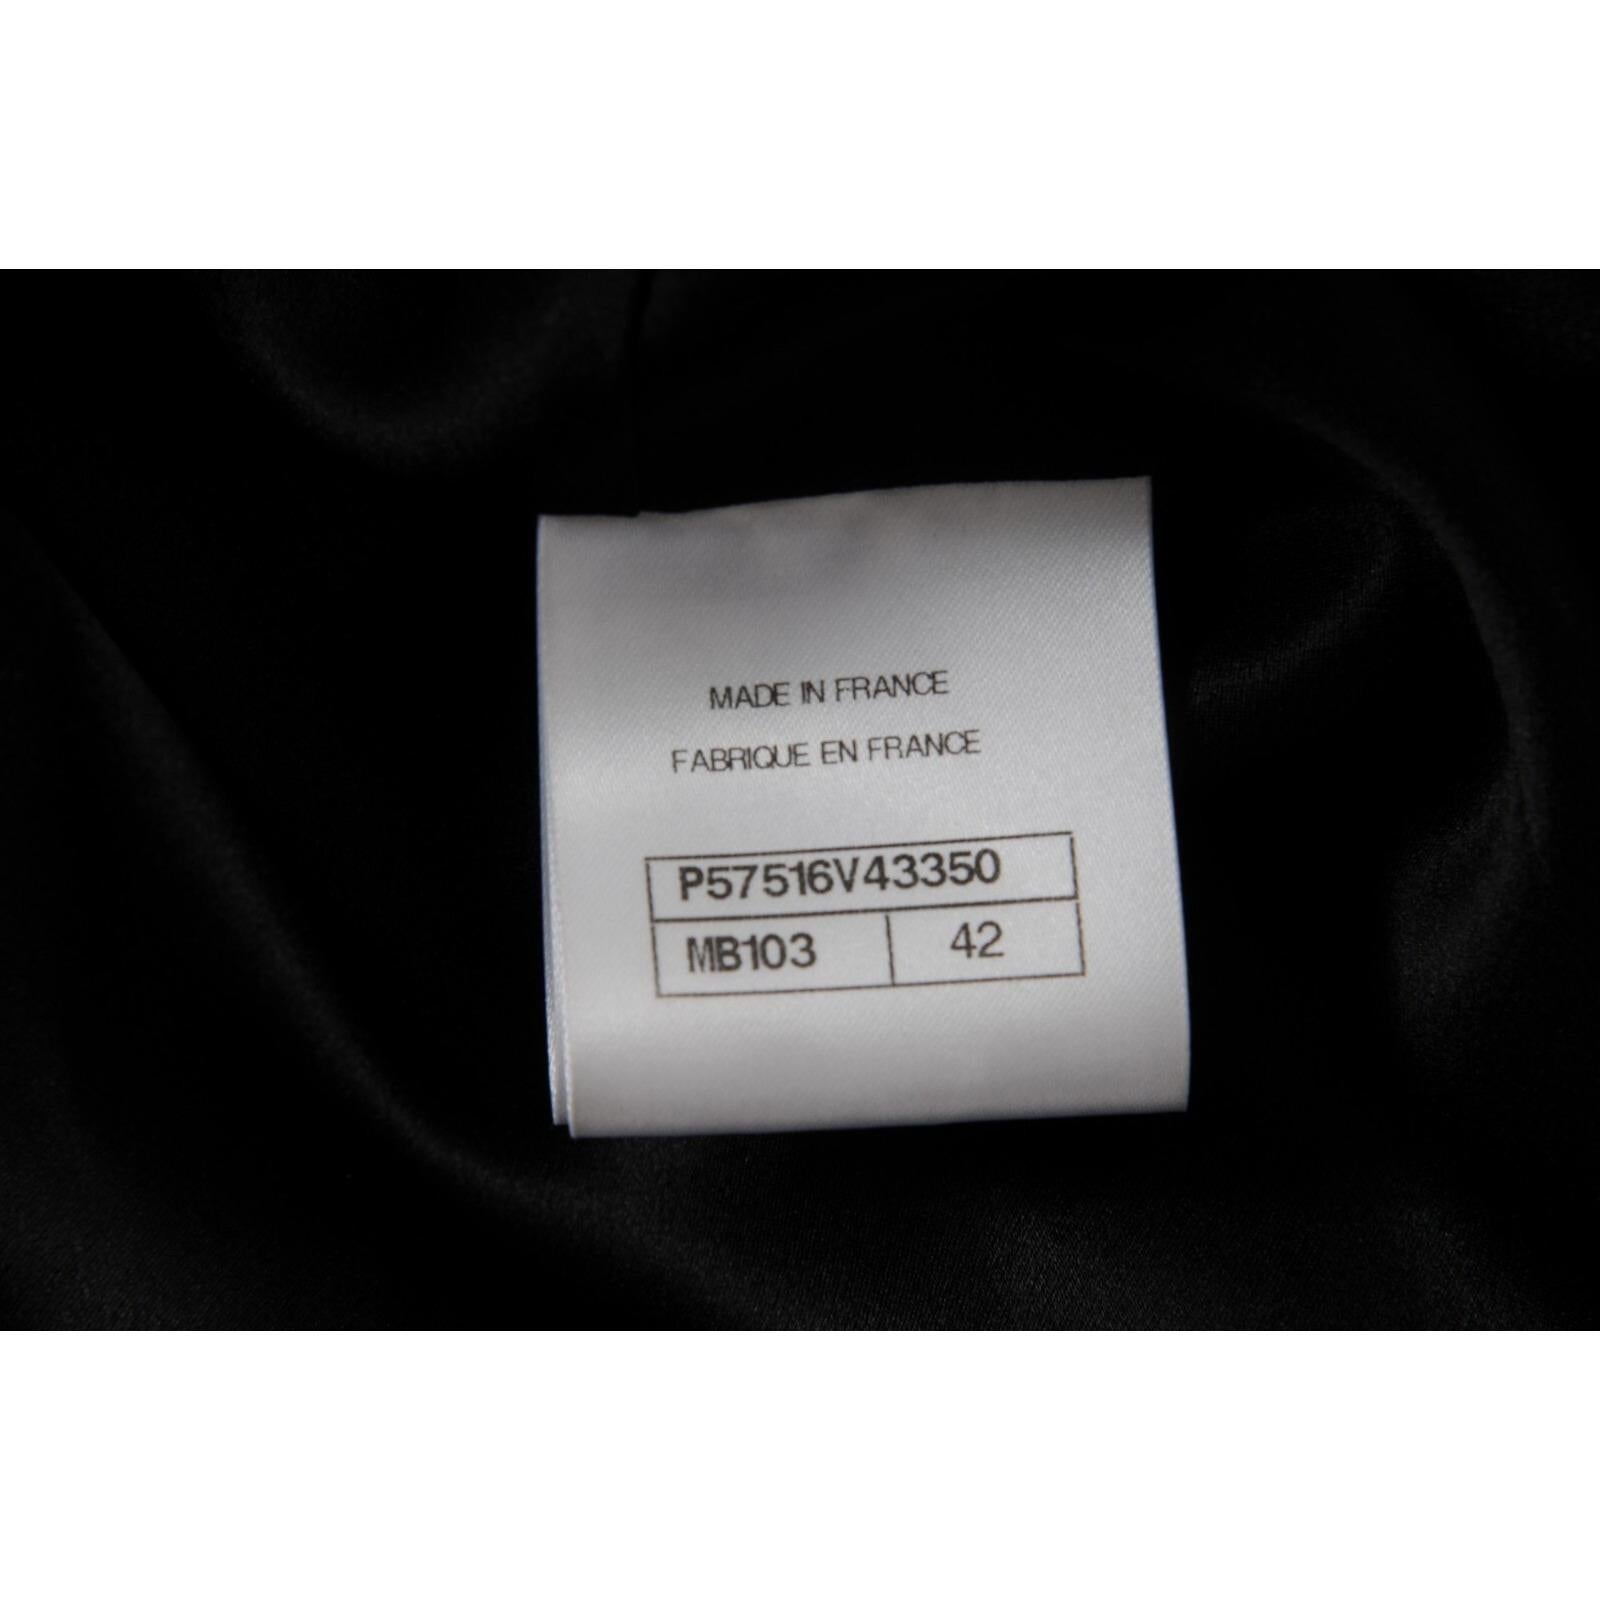 MADE IN FRANCE
FABRIQUE EN FRANCE
P57516V43350
MB103 42